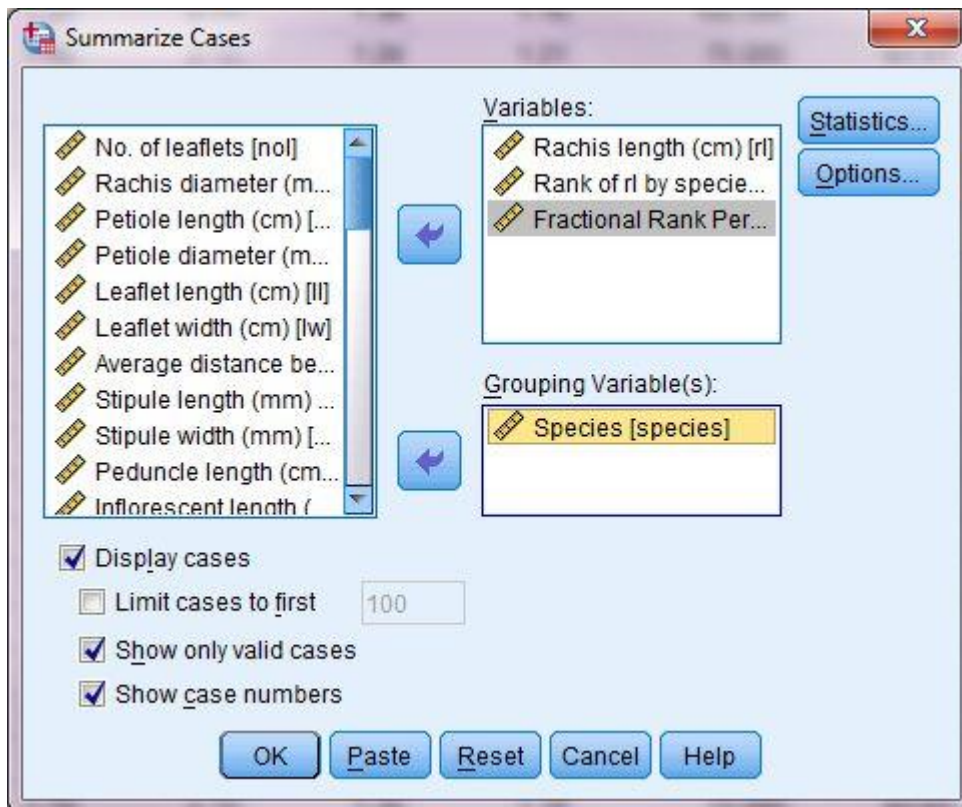 Summarize Cases
X
No. of leaflets [nol]
Rachis diameter (m...
Petiole length (cm) [...
Petiole diameter (m...
Leaflet length (cm) [ll]
Leaflet width (cm) [lw]
Average distance be...
Stipule length (mm) ...
Stipule width (mm) [...
Peduncle length (cm...
Inflorescent length (
Variables:
Rachis length (cm) [rl]
Rank of rl by specie...
Fractional Rank Per...
Statistics...
Options...
Grouping Variable(s):
Species [species]
Display cases
Limit cases to first 100
Show only valid cases
Show case numbers
OK Paste Reset Cancel Help